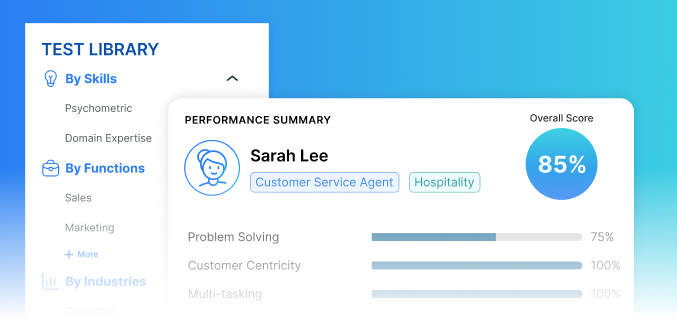 TEST LIBRARY
By Skills
Psychometric
Domain Expertise
By Functions
Sales
Marketing
+ More
By Industries
PERFORMANCE SUMMARY
Overall Score
Sarah Lee
85%
Customer Service Agent
Hospitality
Problem Solving
75%
Customer Centricity
100%
Multi-tasking
100%